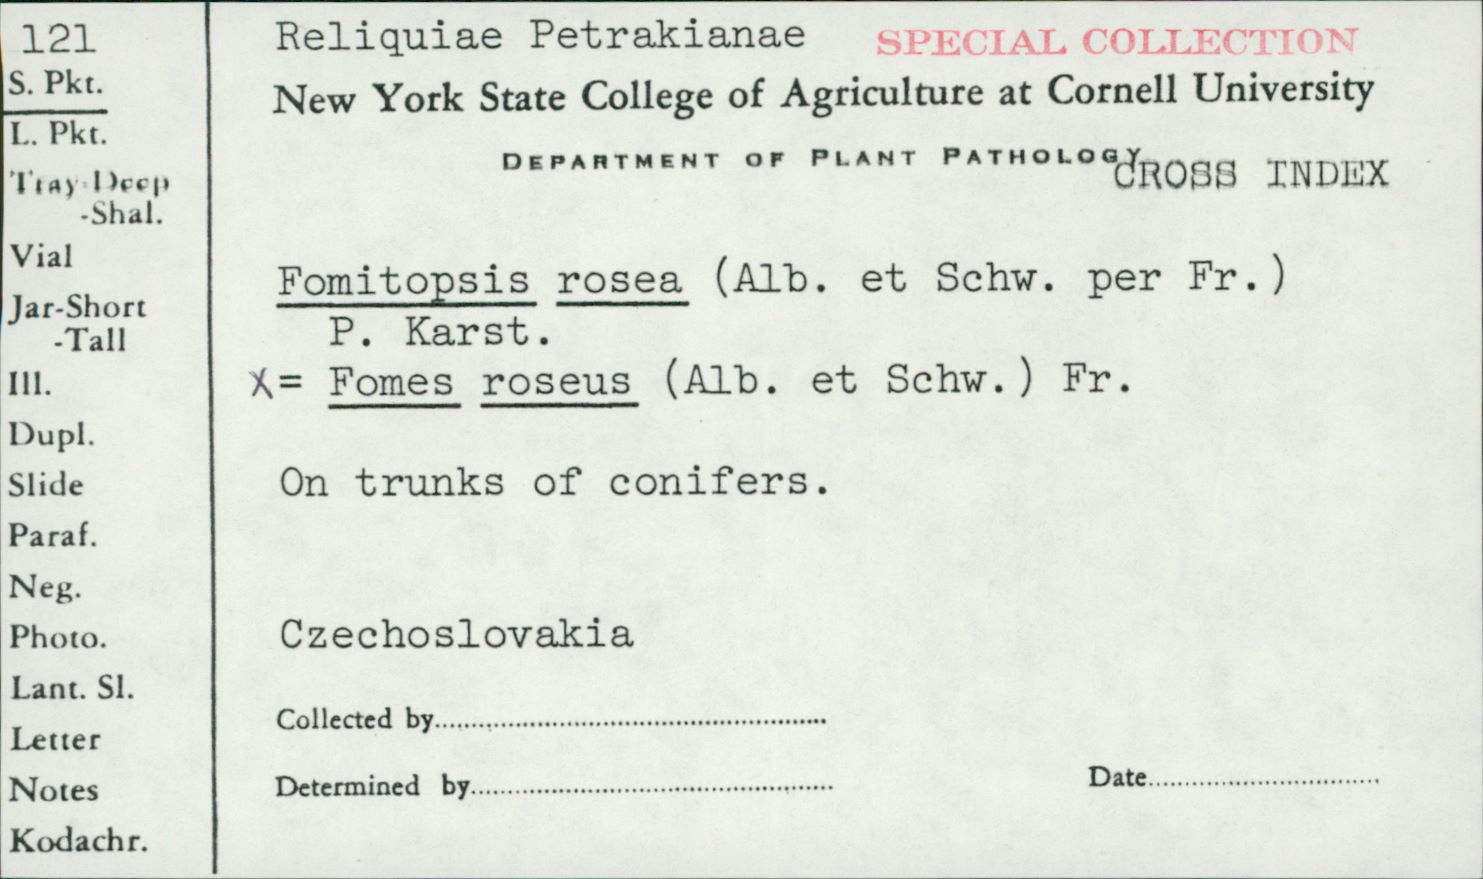 121
S. Pkt.
L. Pkt.
Tray-Deep
-Shal.
Vial
Jar-Short
-Tall
Ill.
Dupl.
Slide
Paraf.
Neg.
Photo.
Lant. Sl.
Letter
Notes
Kodachr.
Reliquiae Petrakianae SPECIAL COLLECTION
New York State College of Agriculture at Cornell University
DEPARTMENT OF PLANT PATHOLOGY
CROSS INDEX
Fomitopsis rosea (Alb. et Schw. per Fr.)
P. Karst.
X= Fomes roseus (Alb. et Schw.) Fr.
On trunks of conifers.
Czechoslovakia
Collected by
Determined by Date